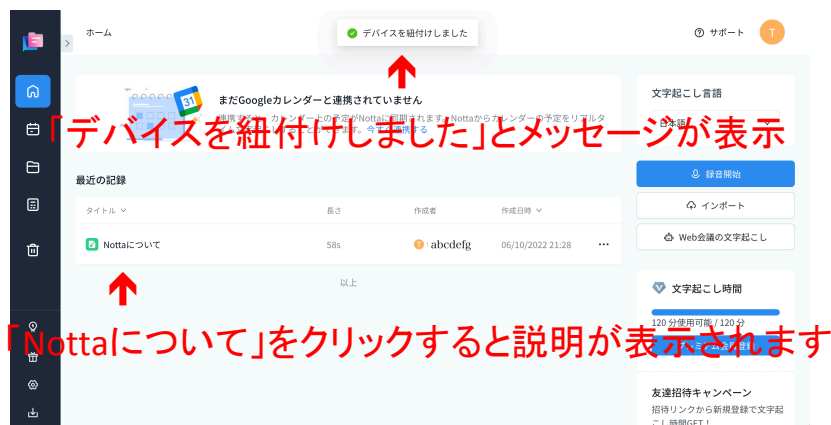 ホーム
デバイスを紐付けしました
サポート
T
31
まだGoogleカレンダーと連携されていません
「デバイスを紐付けしました」とメッセージが表示
文字起こし言語
日本語
最近の記録
タイトル
長さ
作成者
作成日時
Nottaについて
58s
T
abcdefg
06/10/2022 21:28
以上
録音開始
インポート
Web会議の文字起こし
文字起こし時間
120 分使用可能 / 120 分
「Nottaについて」をクリックすると説明が表示されます
友達招待キャンペーン
招待リンクから新規登録で文字起
こし時間GET！